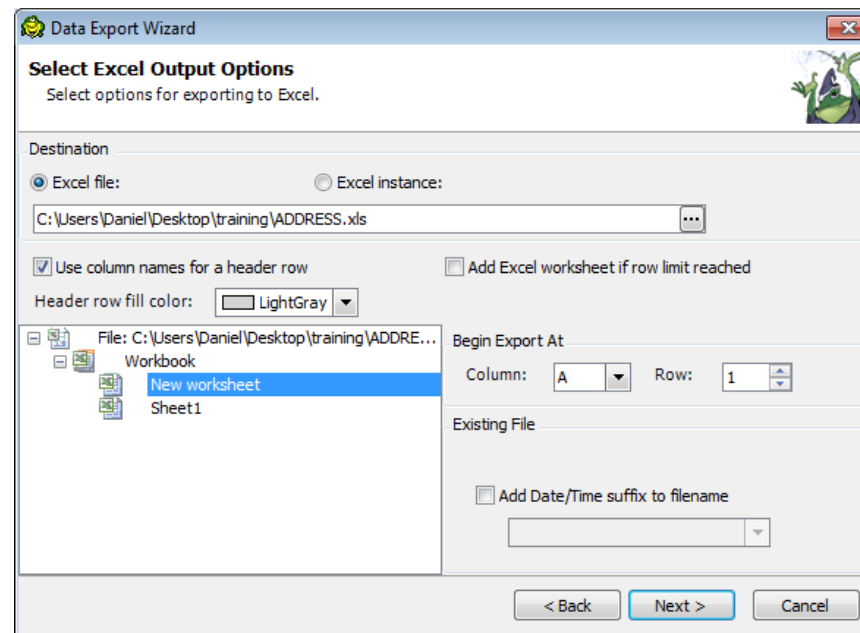 Data Export Wizard
Select Excel Output Options
Select options for exporting to Excel.
Destination
Excel file:
Excel instance:
C:\Users\Daniel\Desktop\training\ADDRESS.xls
...
Use column names for a header row
Add Excel worksheet if row limit reached
Header row fill color:
LightGray
File: C:\Users\Daniel\Desktop\training\ADDRE...
Workbook
New worksheet
Sheet1
Begin Export At
Column:
A
Row:
1
Existing File
Add Date/Time suffix to filename
< Back
Next >
Cancel